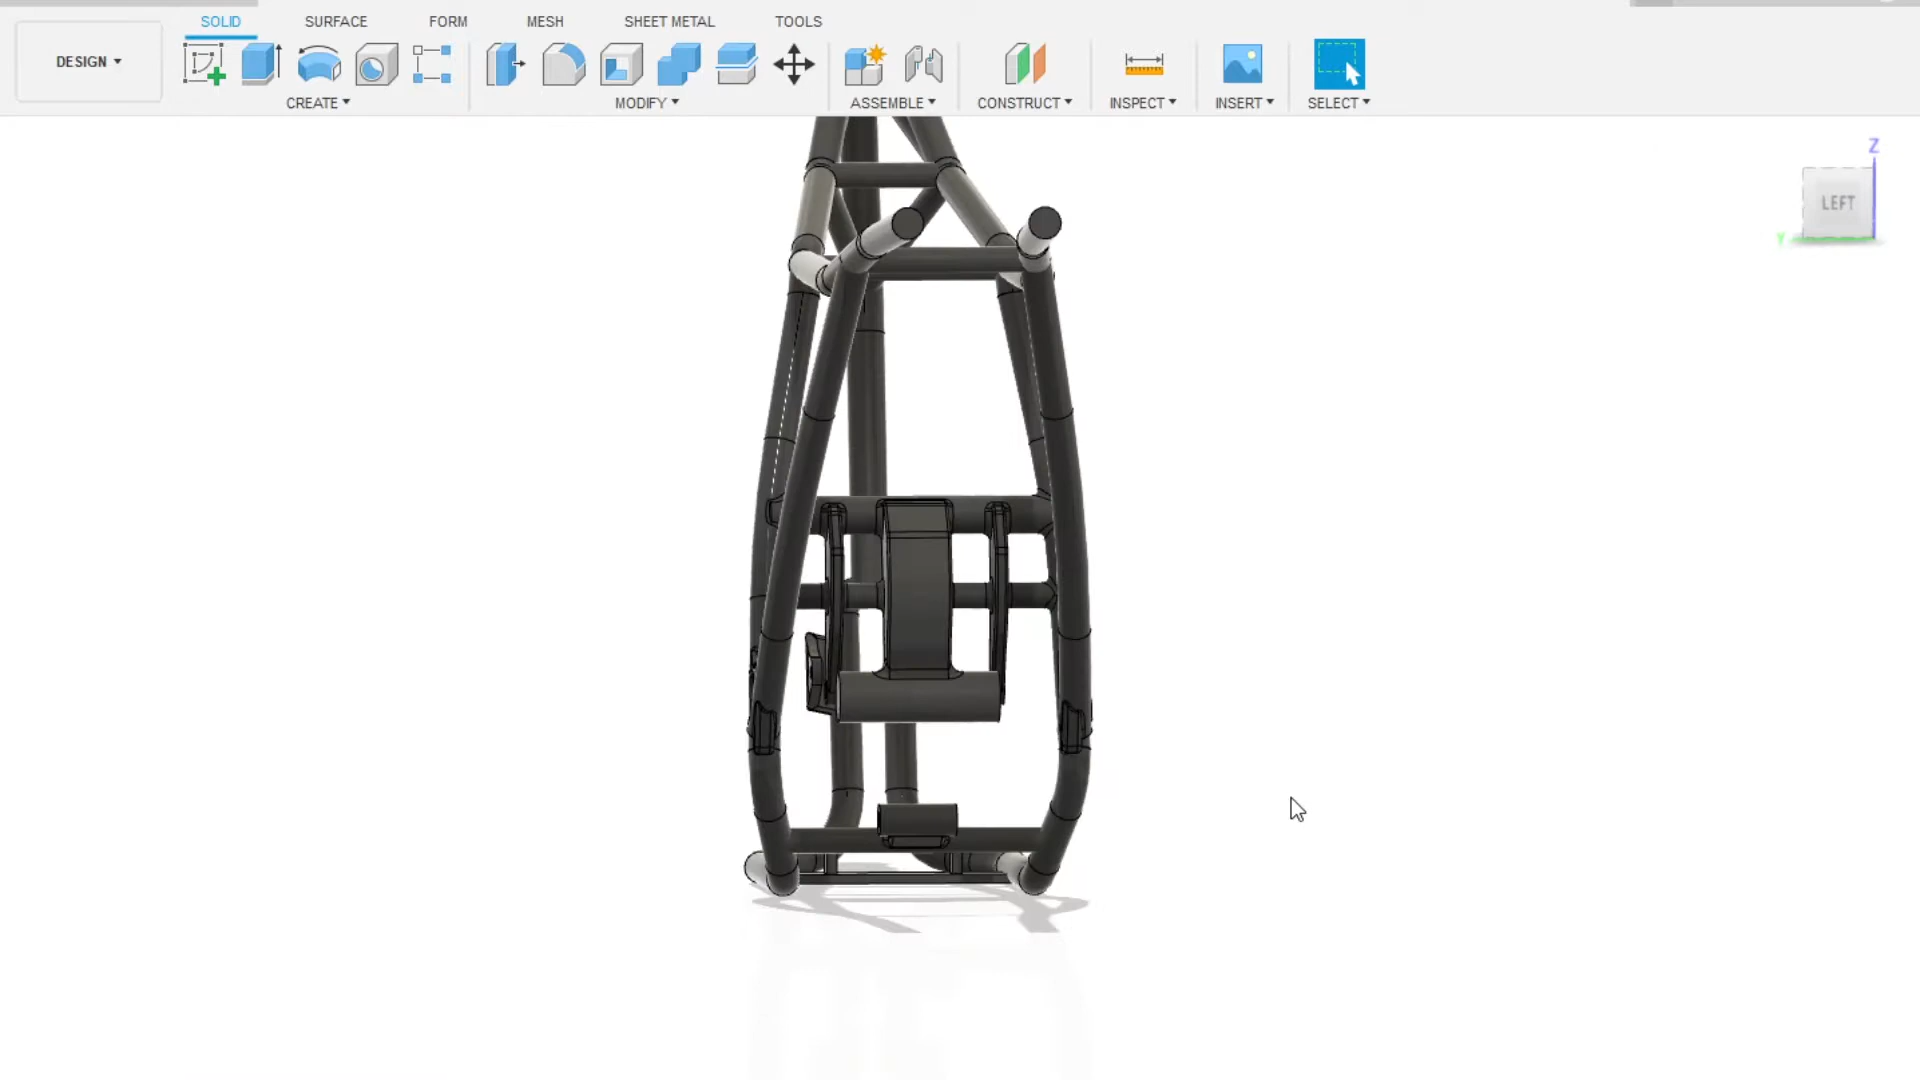 SOLID SURFACE FORM MESH SHEET METAL TOOLS
DESIGN
CREATE MODIFY ASSEMBLE CONSTRUCT INSPECT INSERT SELECT
Z
LEFT
Y